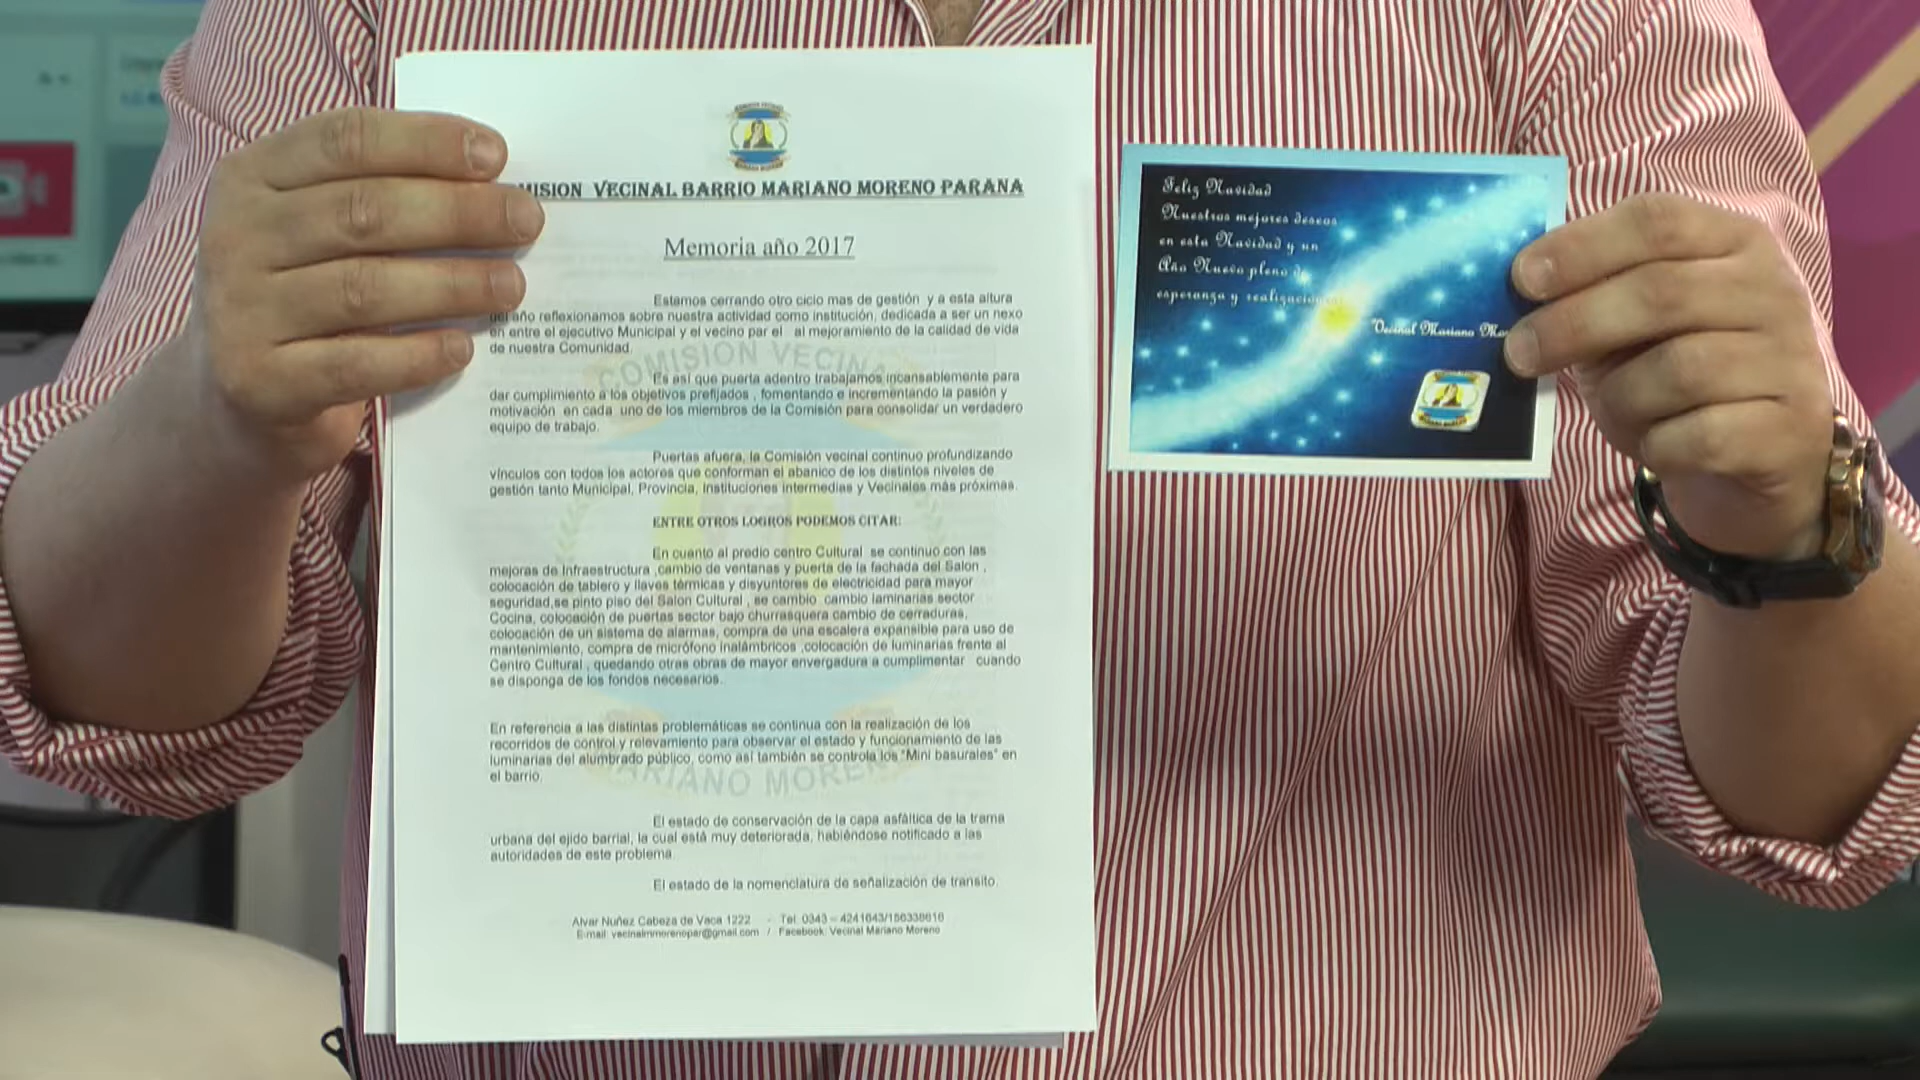 MISION VECINAL BARRIO MARIANO MORENO PARANA
Memoria año 2017
Estamos cerrando otro ciclo mas de gestión y a esta altura
del año reflexionamos sobre nuestra actividad como institución, dedicada a ser un nexo
en entre el ejecutivo Municipal y el vecino par el al mejoramiento de la calidad de vida
de nuestra Comunidad.
Es así que puerta adentro trabajamos incansablemente para
dar cumplimiento a los objetivos prefijados , fomentando e incrementando la pasión y
motivación en cada uno de los miembros de la Comisión para consolidar un verdadero
equipo de trabajo.
Puertas afuera, la Comisión vecinal continuo profundizando
vínculos con todos los actores que conforman el abanico de los distintos niveles de
gestión tanto Municipal, Provincia, Instituciones intermedias y Vecinales más próximas.
ENTRE OTROS LOGROS PODEMOS CITAR:
En cuanto al predio centro Cultural se continuo con las
mejoras de Infraestructura ,cambio de ventanas y puerta de la fachada del Salon ,
colocación de tablero y llaves térmicas y disyuntores de electricidad para mayor
seguridad,se pinto piso del Salon Cultural , se cambio cambio laminarias sector
Cocina, colocación de puertas sector bajo churrasquera cambio de cerraduras,
colocación de un sistema de alarmas, compra de una escalera expansible para uso de
mantenimiento, compra de micrófono inalámbricos ,colocación de luminarias frente al
Centro Cultural , quedando otras obras de mayor envergadura a cumplimentar cuando
se disponga de los fondos necesarios.
En referencia a las distintas problemáticas se continua con la realización de los
recorridos de control y relevamiento para observar el estado y funcionamiento de las
luminarias del alumbrado público, como así también se controla los "Mini basurales" en
el barrio.
El estado de conservación de la capa asfáltica de la trama
urbana del ejido barrial, la cual está muy deteriorada, habiéndose notificado a las
autoridades de este problema
El estado de la nomenclatura de señalización de transito.
Alvar Nuñez Cabeza de Vaca 1222 - Tel. 0343 – 4241643/156338616
E-mail: vecinalmmorenopar@gmail.com / Facebook: Vecinal Mariano Moreno
COMISION VECINA
MARIANO MORENO
Feliz Navidad
Nuestros mejores deseos
en esta Navidad y un
Año Nuevo pleno de
esperanza y realizaciones
"Vecinal Mariano Mo